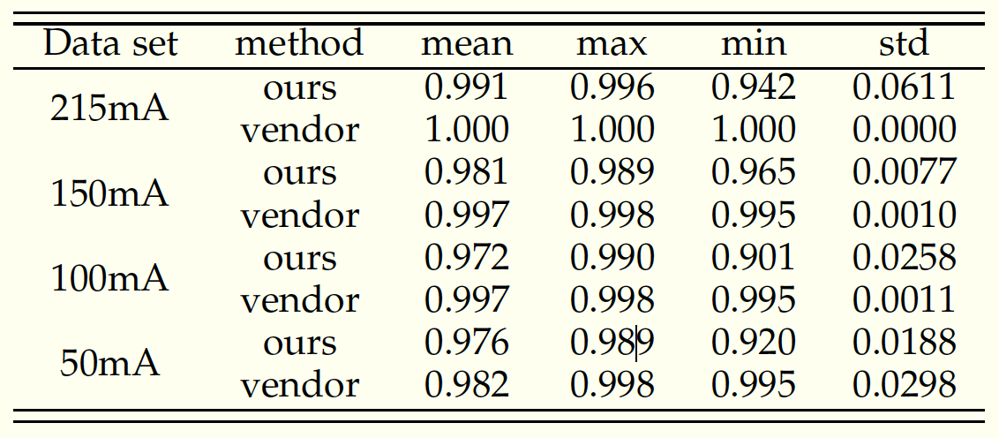 Data set method mean max min std
215mA ours 0.991 0.996 0.942 0.0611
vendor 1.000 1.000 1.000 0.0000
150mA ours 0.981 0.989 0.965 0.0077
vendor 0.997 0.998 0.995 0.0010
100mA ours 0.972 0.990 0.901 0.0258
vendor 0.997 0.998 0.995 0.0011
50mA ours 0.976 0.989 0.920 0.0188
vendor 0.982 0.998 0.995 0.0298